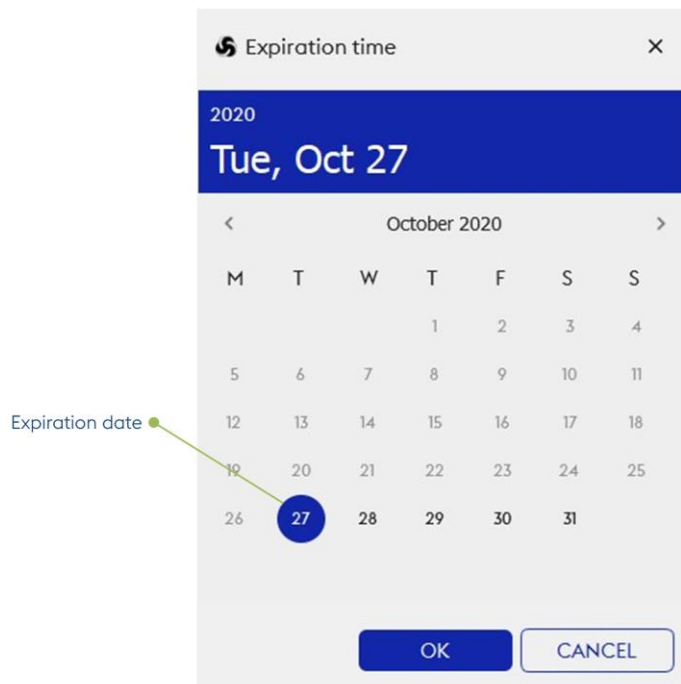 Expiration time
2020
Tue, Oct 27
October 2020
M T W T F S S
1 2 3 4
5 6 7 8 9 10 11
12 13 14 15 16 17 18
Expiration date
19 20 21 22 23 24 25
26 27 28 29 30 31
OK CANCEL